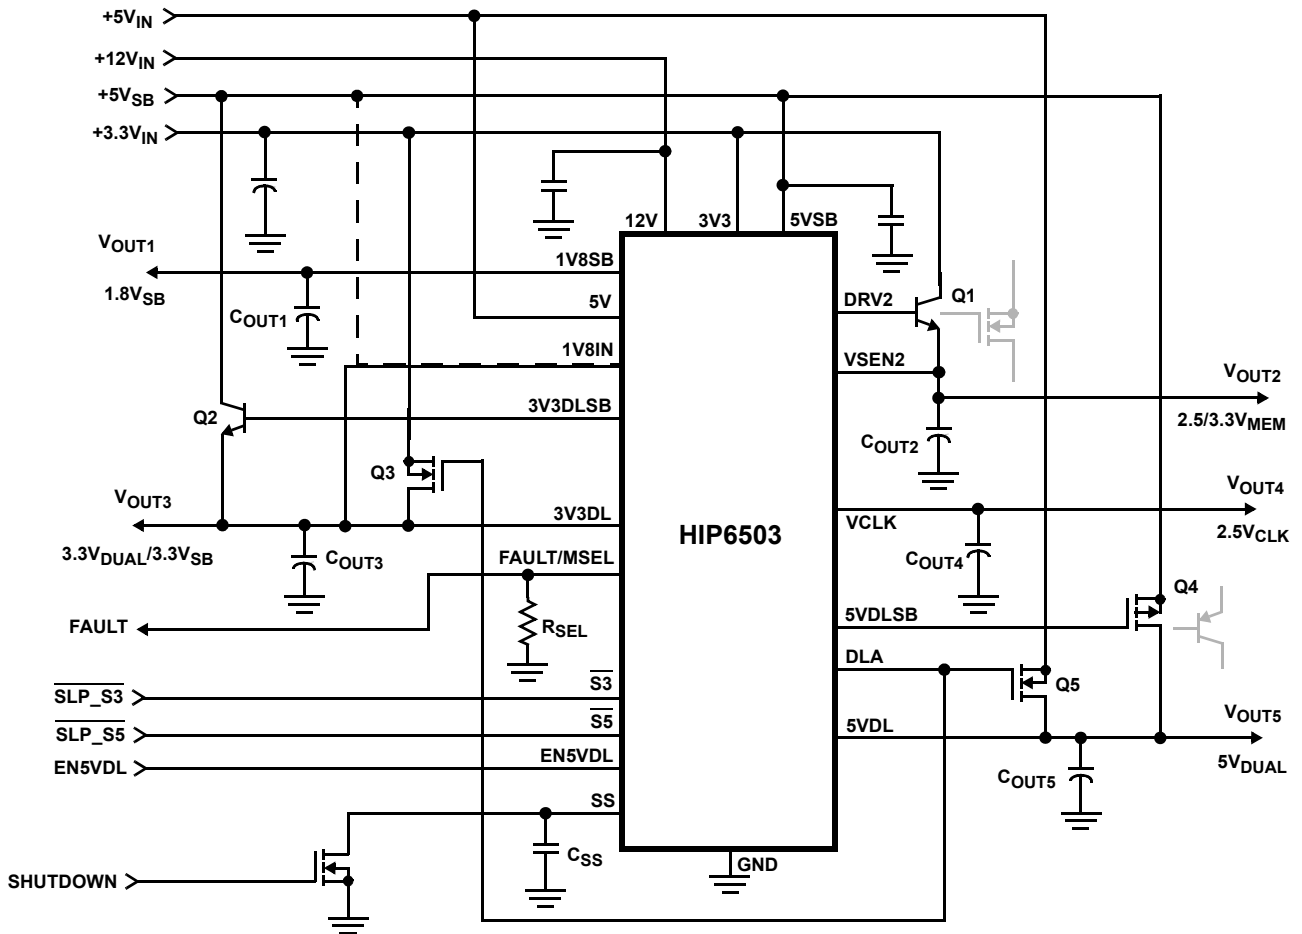 +5VIN
+12VIN
+5VSB
+3.3VIN
12V
3V3
5VSB
VOUT1
1V8SB
1.8VSB
5V
DRV2
Q1
COUT1
1V8IN
VSEN2
VOUT2
Q2
3V3DLSB
2.5/3.3VMEM
COUT2
Q3
VOUT3
3V3DL
HIP6503
VCLK
VOUT4
2.5VCLK
3.3VDUAL/3.3VSB
COUT3
FAULT/MSEL
COUT4
Q4
FAULT
RSEL
5VDLSB
DLA
SLP_S3
S3
Q5
SLP_S5
S5
5VDL
VOUT5
5VDUAL
EN5VDL
EN5VDL
COUT5
SS
CSS
GND
SHUTDOWN